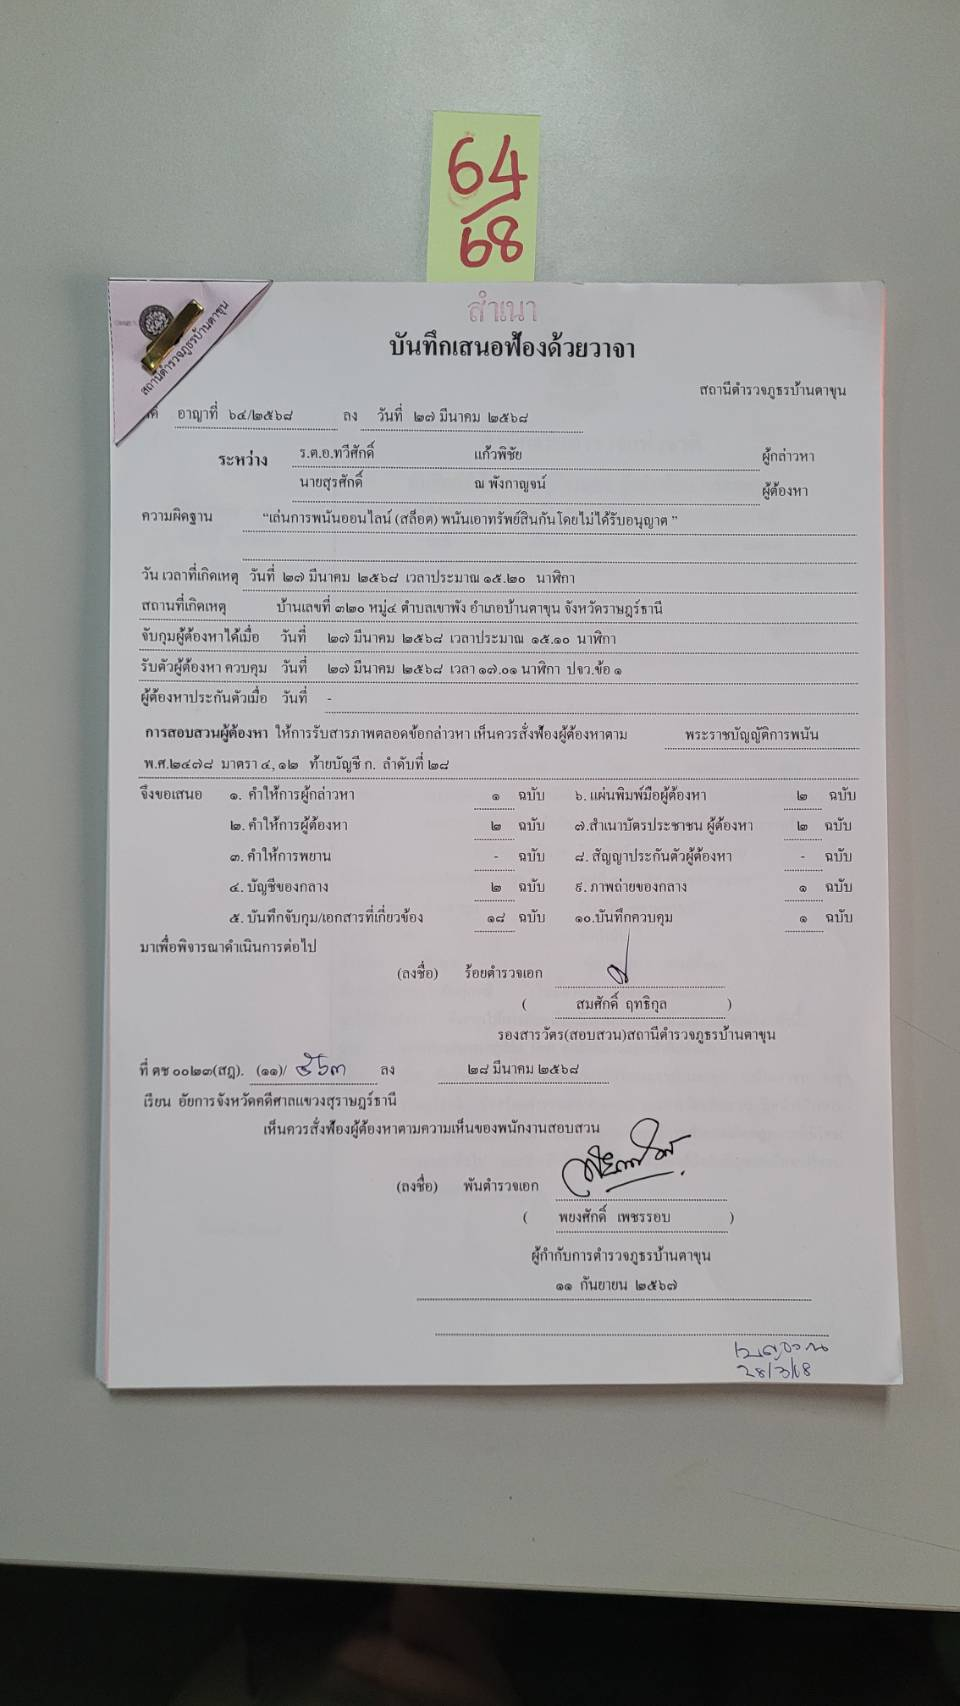 64
68
สำเนา
บันทึกเสนอฟ้องด้วยวาจา
สถานีตำรวจภูธรบ้านตาขุน
สถานีตำรวจภูธรบ้านตาขุน
อาญาที่ ๖๔/๒๕๖๘ ลง วันที่ ๒๗ มีนาคม ๒๕๖๘
ระหว่าง ร.ต.อ.ทวีศักดิ์ แก้วพิชัย ผู้กล่าวหา
นายสุรศักดิ์ ณ พังกาญจน์ ผู้ต้องหา
ความผิดฐาน "เล่นการพนันออนไลน์ (สล็อต) พนันเอาทรัพย์สินกันโดยไม่ได้รับอนุญาต "
วัน เวลาที่เกิดเหตุ วันที่ ๒๗ มีนาคม ๒๕๖๘ เวลาประมาณ ๑๕.๒๐ นาฬิกา
สถานที่เกิดเหตุ บ้านเลขที่ ๓๒๐ หมู่๔ ตำบลเขาพัง อำเภอบ้านตาขุน จังหวัดราษฎร์ธานี
จับกุมผู้ต้องหาได้เมื่อ วันที่ ๒๗ มีนาคม ๒๕๖๘ เวลาประมาณ ๑๕.๑๐ นาฬิกา
รับตัวผู้ต้องหา ควบคุม วันที่ ๒๗ มีนาคม ๒๕๖๘ เวลา ๑๗.๐๑ นาฬิกา ปจว.ข้อ ๑
ผู้ต้องหาประกันตัวเมื่อ วันที่ -
การสอบสวนผู้ต้องหา ให้การรับสารภาพตลอดข้อกล่าวหา เห็นควรสั่งฟ้องผู้ต้องหาตาม พระราชบัญญัติการพนัน
พ.ศ.๒๔๗๘ มาตรา ๔, ๑๒ ท้ายบัญชี ก. ลำดับที่ ๒๘
จึงขอเสนอ ๑. คำให้การผู้กล่าวหา ๑ ฉบับ ๖. แผ่นพิมพ์มือผู้ต้องหา ๒ ฉบับ
๒. คำให้การผู้ต้องหา ๒ ฉบับ ๗.สำเนาบัตรประชาชน ผู้ต้องหา ๒ ฉบับ
๓. คำให้การพยาน - ฉบับ ๘. สัญญาประกันตัวผู้ต้องหา - ฉบับ
๔. บัญชีของกลาง ๒ ฉบับ ๙. ภาพถ่ายของกลาง ๑ ฉบับ
๕. บันทึกจับกุม/เอกสารที่เกี่ยวข้อง ๑๘ ฉบับ ๑๐.บันทึกควบคุม ๑ ฉบับ
มาเพื่อพิจารณาดำเนินการต่อไป
(ลงชื่อ) ร้อยตำรวจเอก
( สมศักดิ์ ฤทธิกุล )
รองสารวัตร(สอบสวน)สถานีตำรวจภูธรบ้านตาขุน
ที่ ตช ๐๐๒๓(สฎ). (๑๑)/ ลง ๒๘ มีนาคม ๒๕๖๘
เรียน อัยการจังหวัดคดีศาลแขวงสุราษฎร์ธานี
เห็นควรสั่งฟ้องผู้ต้องหาตามความเห็นของพนักงานสอบสวน
(ลงชื่อ) พันตำรวจเอก
( พยงศักดิ์ เพชรรอบ )
ผู้กำกับการตำรวจภูธรบ้านตาขุน
๑๑ กันยายน ๒๕๖๗
28/3/68